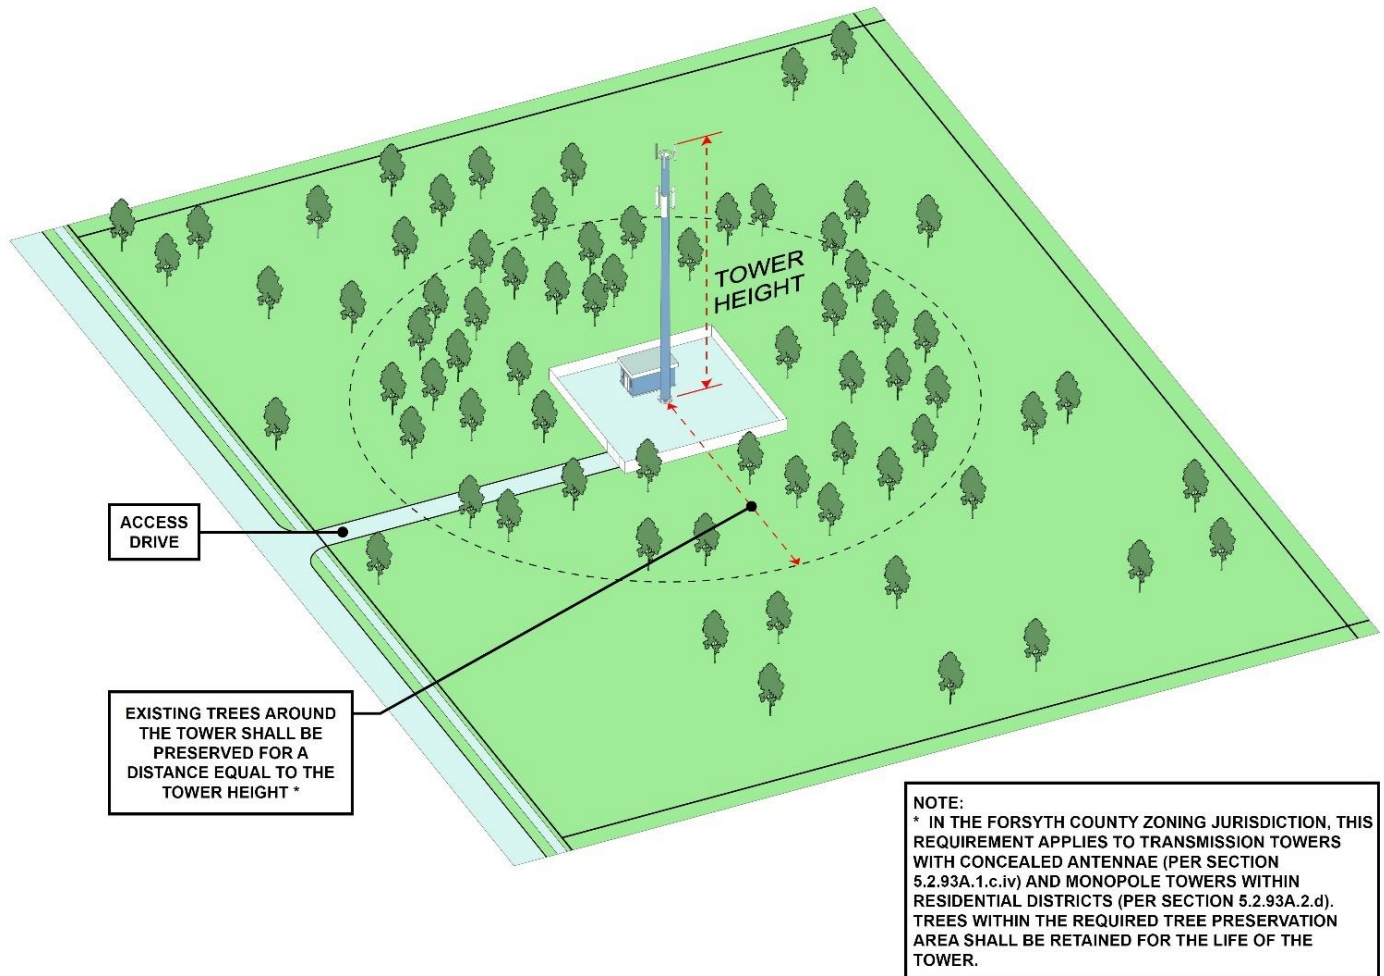 TOWER
HEIGHT
ACCESS
DRIVE
EXISTING TREES AROUND
THE TOWER SHALL BE
PRESERVED FOR A
DISTANCE EQUAL TO THE
TOWER HEIGHT *
NOTE:
* IN THE FORSYTH COUNTY ZONING JURISDICTION, THIS
REQUIREMENT APPLIES TO TRANSMISSION TOWERS
WITH CONCEALED ANTENNAE (PER SECTION
5.2.93A.1.c.iv) AND MONOPOLE TOWERS WITHIN
RESIDENTIAL DISTRICTS (PER SECTION 5.2.93A.2.d).
TREES WITHIN THE REQUIRED TREE PRESERVATION
AREA SHALL BE RETAINED FOR THE LIFE OF THE
TOWER.